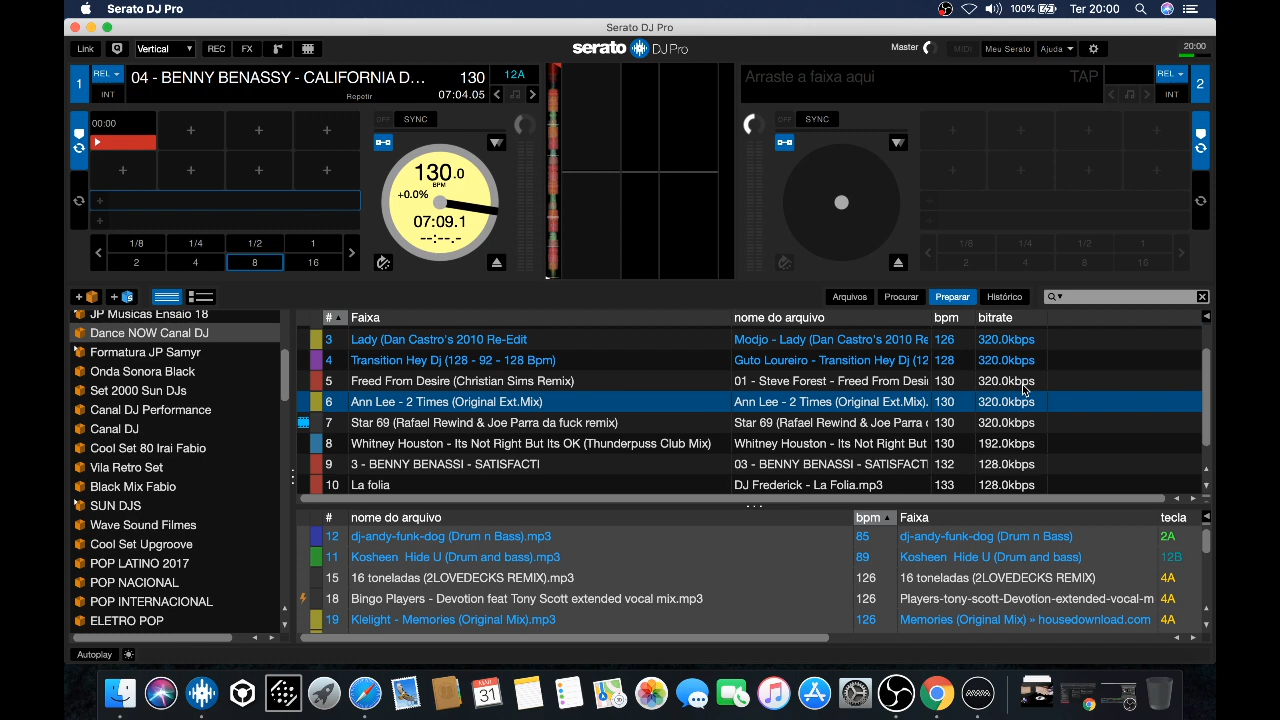 Serato DJ Pro
100%
Ter 20:00
Serato DJ Pro
Link
Vertical
REC
FX
serato DJ Pro
Master
MIDI
Meu Serato
Ajuda
20:00
1
REL
INT
04 - BENNY BENASSY - CALIFORNIA D...
130
07:04.05
Repetir
12A
Arraste a faixa aqui
TAP
REL
INT
2
00:00
OFF
SYNC
130.0
BPM
+0.0%
07:09.1
--:--.-
OFF
SYNC
1/8
1/4
1/2
1
2
4
8
16
1/8
1/4
1/2
1
2
4
8
16
Arquivos
Procurar
Preparar
Histórico
JP Musicas Ensaio 18
Dance NOW Canal DJ
Formatura JP Samyr
Onda Sonora Black
Set 2000 Sun DJs
Canal DJ Performance
Canal DJ
Cool Set 80 Irai Fabio
Vila Retro Set
Black Mix Fabio
SUN DJS
Wave Sound Filmes
Cool Set Upgroove
POP LATINO 2017
POP NACIONAL
POP INTERNACIONAL
ELETRO POP
# Faixa nome do arquivo bpm bitrate
3 Lady (Dan Castro's 2010 Re-Edit Modjo - Lady (Dan Castro's 2010 Re 126 320.0kbps
4 Transition Hey Dj (128 - 92 - 128 Bpm) Guto Loureiro - Transition Hey Dj (12 128 320.0kbps
5 Freed From Desire (Christian Sims Remix) 01 - Steve Forest - Freed From Desi 130 320.0kbps
6 Ann Lee - 2 Times (Original Ext.Mix) Ann Lee - 2 Times (Original Ext.Mix). 130 320.0kbps
7 Star 69 (Rafael Rewind & Joe Parra da fuck remix) Star 69 (Rafael Rewind & Joe Parra 130 320.0kbps
8 Whitney Houston - Its Not Right But Its OK (Thunderpuss Club Mix) Whitney Houston - Its Not Right But 130 192.0kbps
9 3 - BENNY BENASSI - SATISFACTI 03 - BENNY BENASSI - SATISFACT 132 128.0kbps
10 La folia DJ Frederick - La Folia.mp3 133 128.0kbps
# nome do arquivo bpm Faixa tecla
12 dj-andy-funk-dog (Drum n Bass).mp3 85 dj-andy-funk-dog (Drum n Bass) 2A
11 Kosheen Hide U (Drum and bass).mp3 89 Kosheen Hide U (Drum and bass) 12B
15 16 toneladas (2LOVEDECKS REMIX).mp3 126 16 toneladas (2LOVEDECKS REMIX) 4A
18 Bingo Players - Devotion feat Tony Scott extended vocal mix.mp3 126 Players-tony-scott-Devotion-extended-vocal-m 4A
19 Klelight - Memories (Original Mix).mp3 126 Memories (Original Mix) » housedownload.com 4A
Autoplay
MAR
31